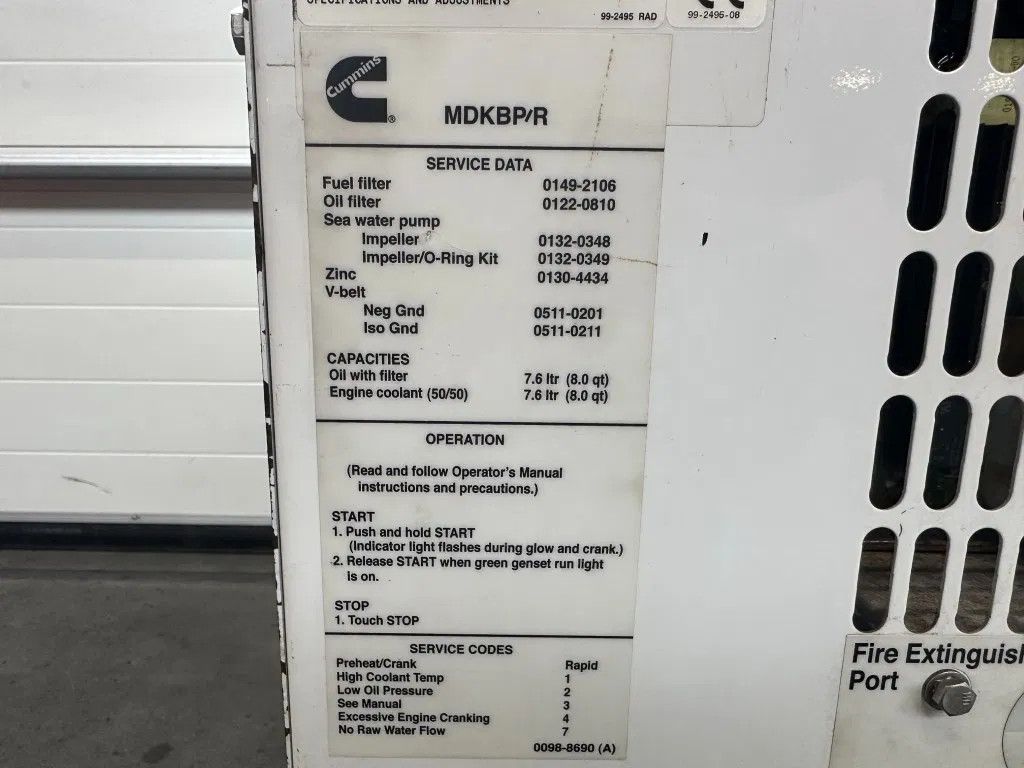 SPECIFICATIONS AND ADJUSTMENTS
99-2495 RAD
99-2496-08
Cummins
MDKBP/R
SERVICE DATA
Fuel filter 0149-2106
Oil filter 0122-0810
Sea water pump
Impeller 0132-0348
Impeller/O-Ring Kit 0132-0349
Zinc 0130-4434
V-belt
Neg Gnd 0511-0201
Iso Gnd 0511-0211
CAPACITIES
Oil with filter 7.6 ltr (8.0 qt)
Engine coolant (50/50) 7.6 ltr (8.0 qt)
OPERATION
(Read and follow Operator's Manual
instructions and precautions.)
START
1. Push and hold START
(Indicator light flashes during glow and crank.)
2. Release START when green genset run light
is on.
STOP
1. Touch STOP
SERVICE CODES
Preheat/Crank Rapid
High Coolant Temp 1
Low Oil Pressure 2
See Manual 3
Excessive Engine Cranking 4
No Raw Water Flow 7
0098-8690 (A)
Fire Extinguish
Port